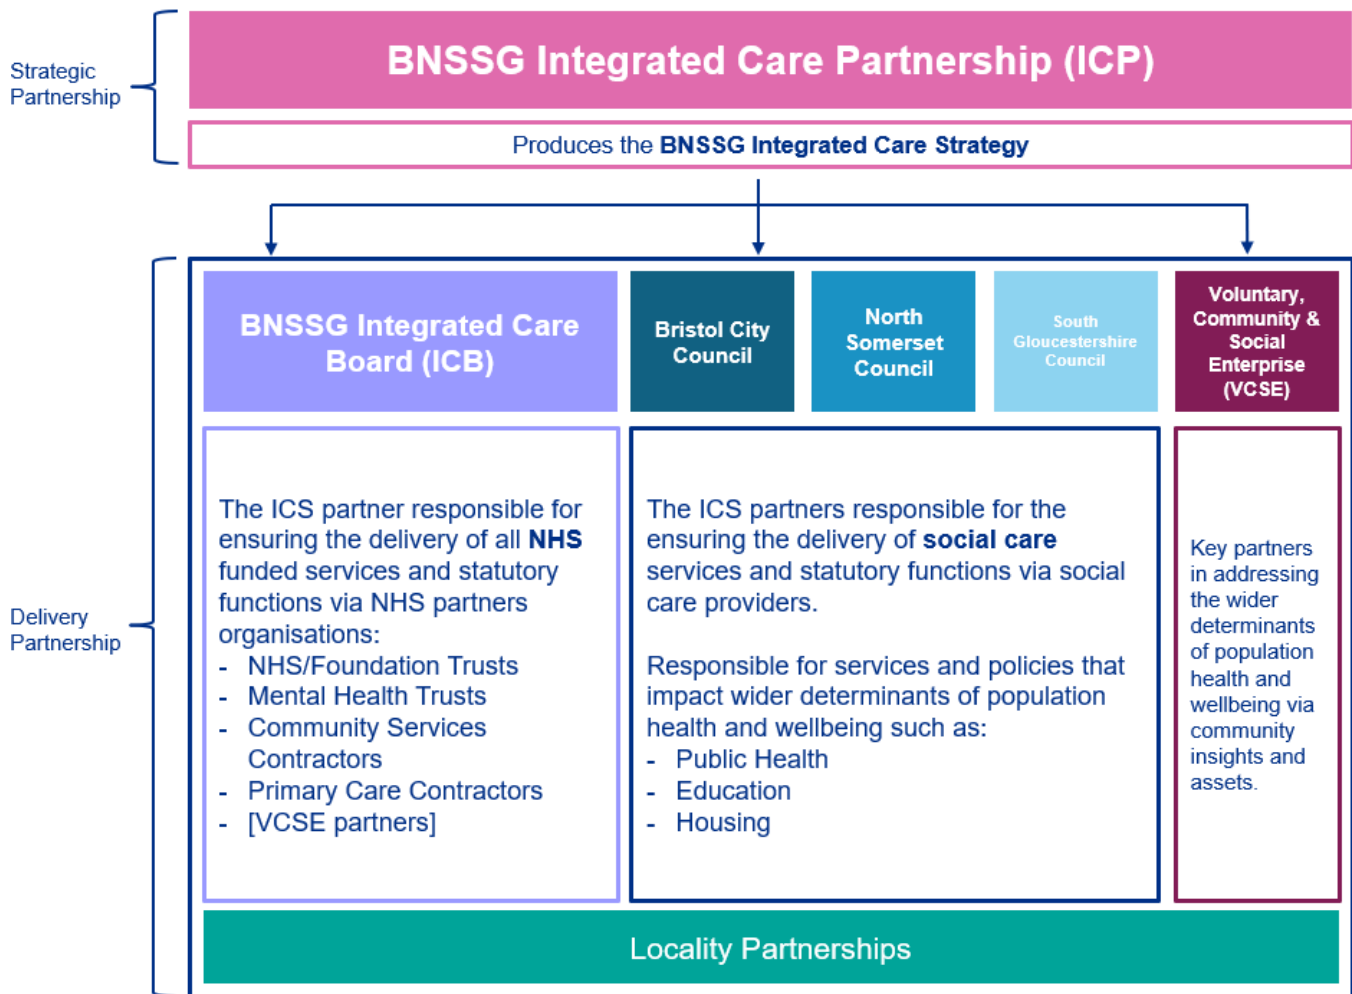 BNSSG Integrated Care Partnership (ICP)
Strategic
Partnership
Produces the BNSSG Integrated Care Strategy
BNSSG Integrated Care
Board (ICB)
Bristol City
Council
North
Somerset
Council
South
Gloucestershire
Council
Voluntary,
Community &
Social
Enterprise
(VCSE)
Delivery
Partnership
The ICS partner responsible for
ensuring the delivery of all NHS
funded services and statutory
functions via NHS partners
organisations:
- NHS/Foundation Trusts
- Mental Health Trusts
- Community Services
Contractors
- Primary Care Contractors
- [VCSE partners]
The ICS partners responsible for the
ensuring the delivery of social care
services and statutory functions via social
care providers.
Responsible for services and policies that
impact wider determinants of population
health and wellbeing such as:
- Public Health
- Education
- Housing
Key partners
in addressing
the wider
determinants
of population
health and
wellbeing via
community
insights and
assets.
Locality Partnerships